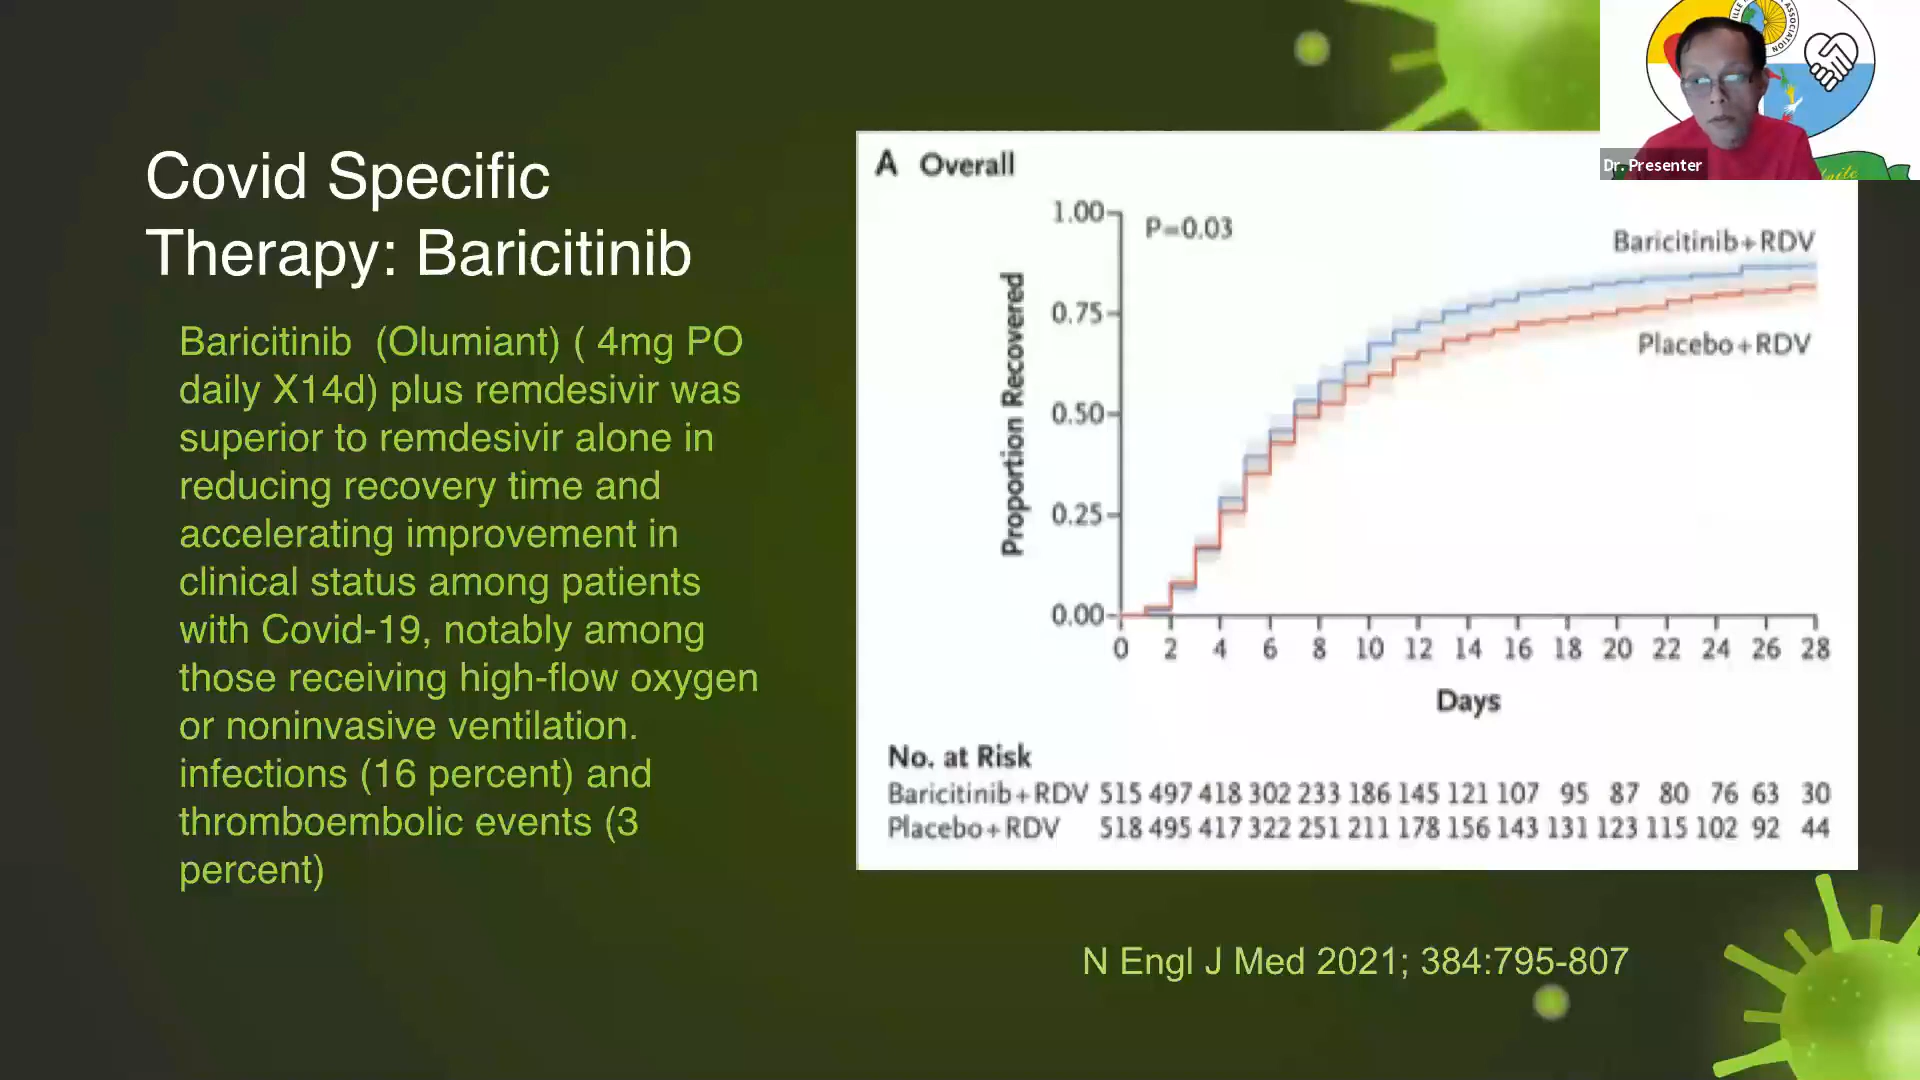 Covid Specific
Therapy: Baricitinib
Baricitinib (Olumiant) ( 4mg PO
daily X14d) plus remdesivir was
superior to remdesivir alone in
reducing recovery time and
accelerating improvement in
clinical status among patients
with Covid-19, notably among
those receiving high-flow oxygen
or noninvasive ventilation.
infections (16 percent) and
thromboembolic events (3
percent)
A Overall
P=0.03
Baricitinib+RDV
Placebo+RDV
Proportion Recovered
1.00
0.75
0.50
0.25
0.00
0 2 4 6 8 10 12 14 16 18 20 22 24 26 28
Days
No. at Risk
Baricitinib+RDV 515 497 418 302 233 186 145 121 107 95 87 80 76 63 30
Placebo+RDV 518 495 417 322 251 211 178 156 143 131 123 115 102 92 44
N Engl J Med 2021; 384:795-807
ASSOCIATION
Dr. Presenter